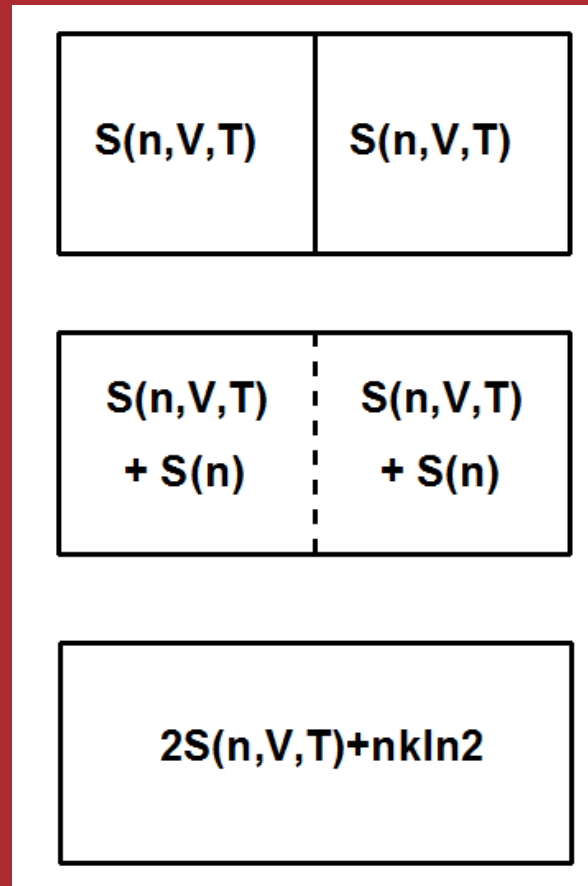 S(n,V,T) S(n,V,T)
S(n,V,T) S(n,V,T)
+ S(n) + S(n)
2S(n,V,T)+nkln2